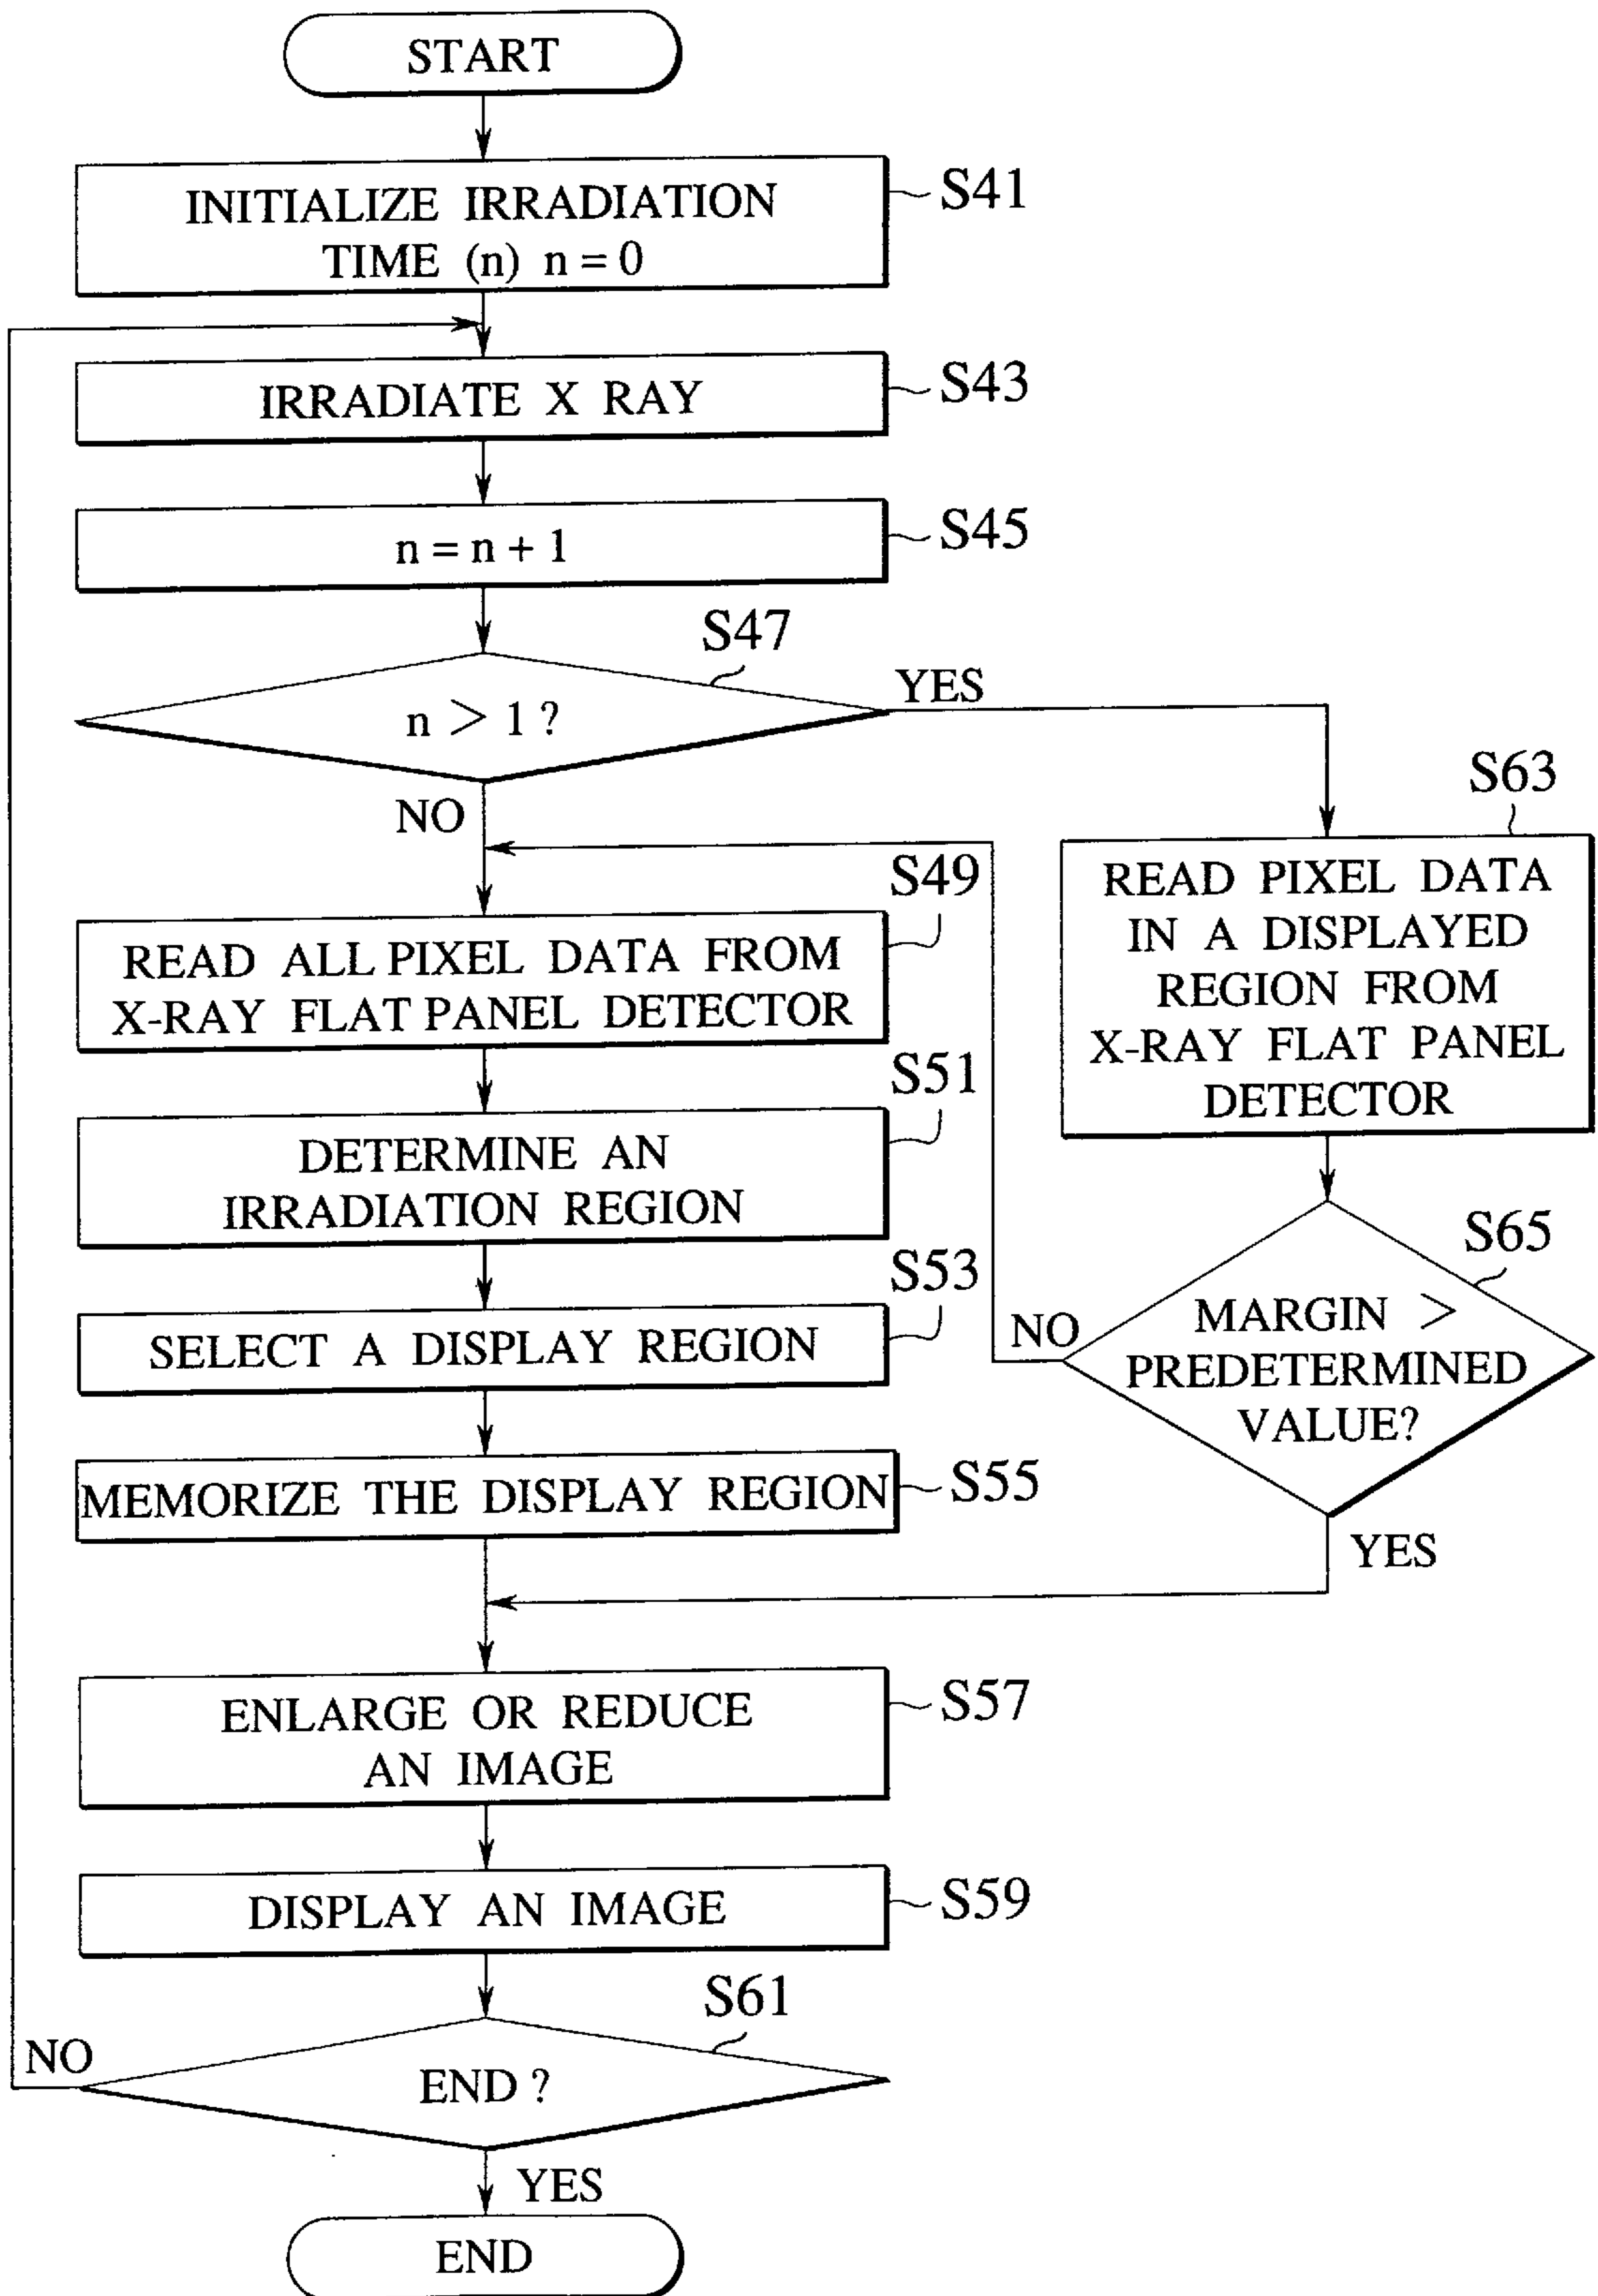 START
INITIALIZE IRRADIATION
TIME (n) n = 0
S41
IRRADIATE X RAY
S43
n = n + 1
S45
S47
n > 1 ?
YES
NO
S49
READ ALL PIXEL DATA FROM
X-RAY FLAT PANEL DETECTOR
S63
READ PIXEL DATA
IN A DISPLAYED
REGION FROM
X-RAY FLAT PANEL
DETECTOR
S51
DETERMINE AN
IRRADIATION REGION
S53
SELECT A DISPLAY REGION
S65
NO
MARGIN >
PREDETERMINED
VALUE?
YES
MEMORIZE THE DISPLAY REGION
S55
ENLARGE OR REDUCE
AN IMAGE
S57
DISPLAY AN IMAGE
S59
S61
NO
END ?
YES
END